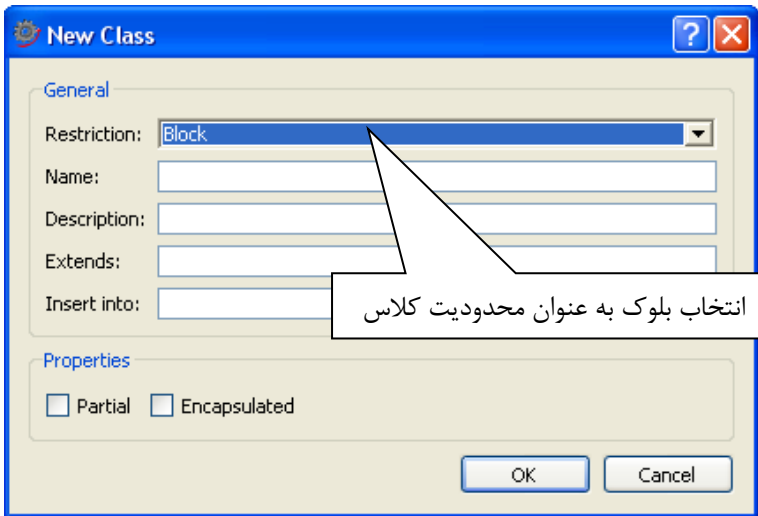 New Class
General
Restriction: Block
Name:
Description:
Extends:
Insert into:
انتخاب بلوک به عنوان محدودیت کلاس
Properties
Partial Encapsulated
OK Cancel